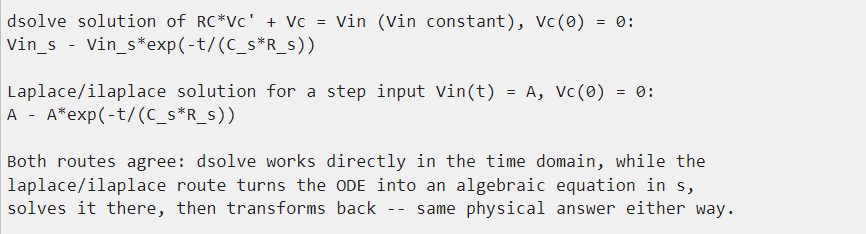 dsolve solution of RC*Vc' + Vc = Vin (Vin constant), Vc(0) = 0:
Vin_s - Vin_s*exp(-t/(C_s*R_s))
Laplace/ilaplace solution for a step input Vin(t) = A, Vc(0) = 0:
A - A*exp(-t/(C_s*R_s))
Both routes agree: dsolve works directly in the time domain, while the
laplace/ilaplace route turns the ODE into an algebraic equation in s,
solves it there, then transforms back -- same physical answer either way.